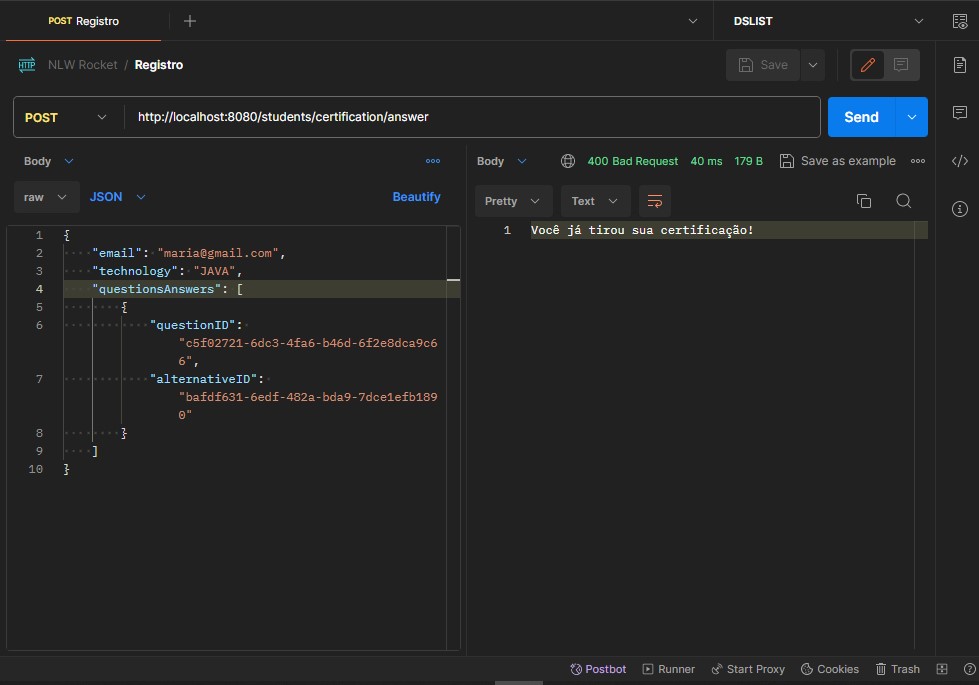 POST Registro
DSLIST
HTTP NLW Rocket / Registro
Save
POST http://localhost:8080/students/certification/answer
Send
Body
Body 400 Bad Request 40 ms 179 B Save as example
raw JSON Beautify
Pretty Text
1 {
2 "email": "maria@gmail.com",
3 "technology": "JAVA",
4 "questionsAnswers": [
5 {
6 "questionID":
"c5f02721-6dc3-4fa6-b46d-6f2e8dca9c6
6",
7 "alternativeID":
"bafdf631-6edf-482a-bda9-7dce1efb189
0"
8 }
9 ]
10 }
1 Você já tirou sua certificação!
Postbot Runner Start Proxy Cookies Trash